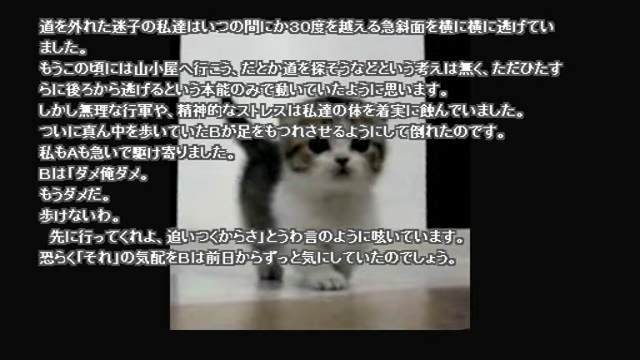 道を外れた迷子の私達はいつの間にか30度を越える急斜面を横に横に逃げてい
ました。
もうこの頃には山小屋へ行こう、だとか道を探そうなどという考えは無く、ただひたす
らに後ろから逃げるという本能のみで動いていたように思います。
しかし無理な行軍や、精神的なストレスは私達の体を着実に蝕んでいました。
ついに真ん中を歩いていたBが足をもつれさせるようにして倒れたのです。
私もAも急いで駆け寄りました。
Bは「ダメ俺ダメ。
もうダメだ。
歩けないわ。
先に行ってくれよ、追いつくからさ」とうわ言のように呟いています。
恐らく「それ」の気配をBは前日からずっと気にしていたのでしょう。